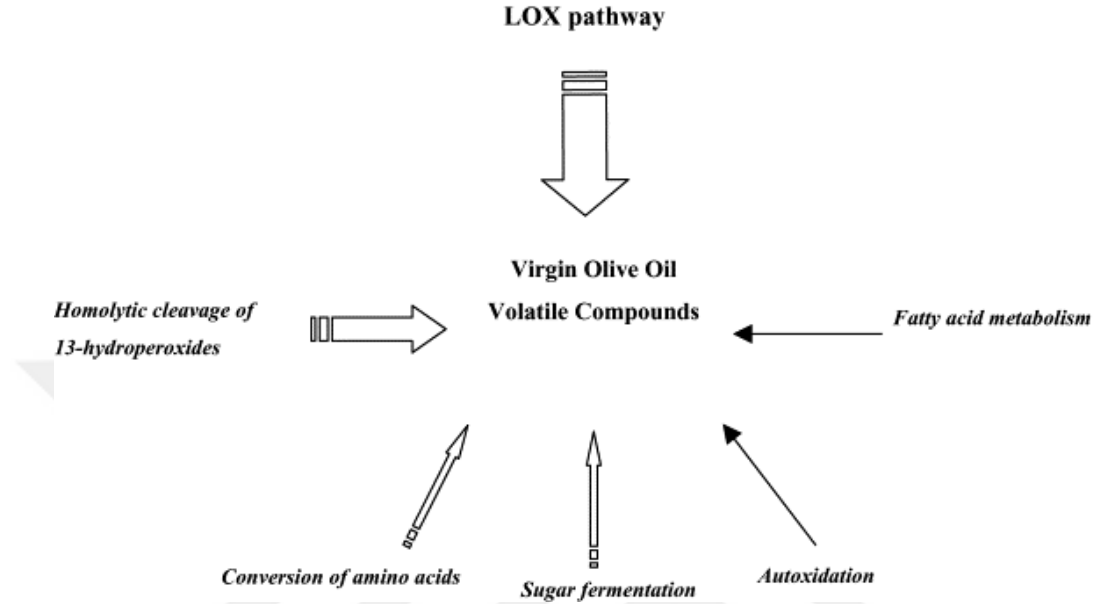 LOX pathway
Virgin Olive Oil
Volatile Compounds
Homolytic cleavage of
13-hydroperoxides
Fatty acid metabolism
Conversion of amino acids
Sugar fermentation
Autoxidation